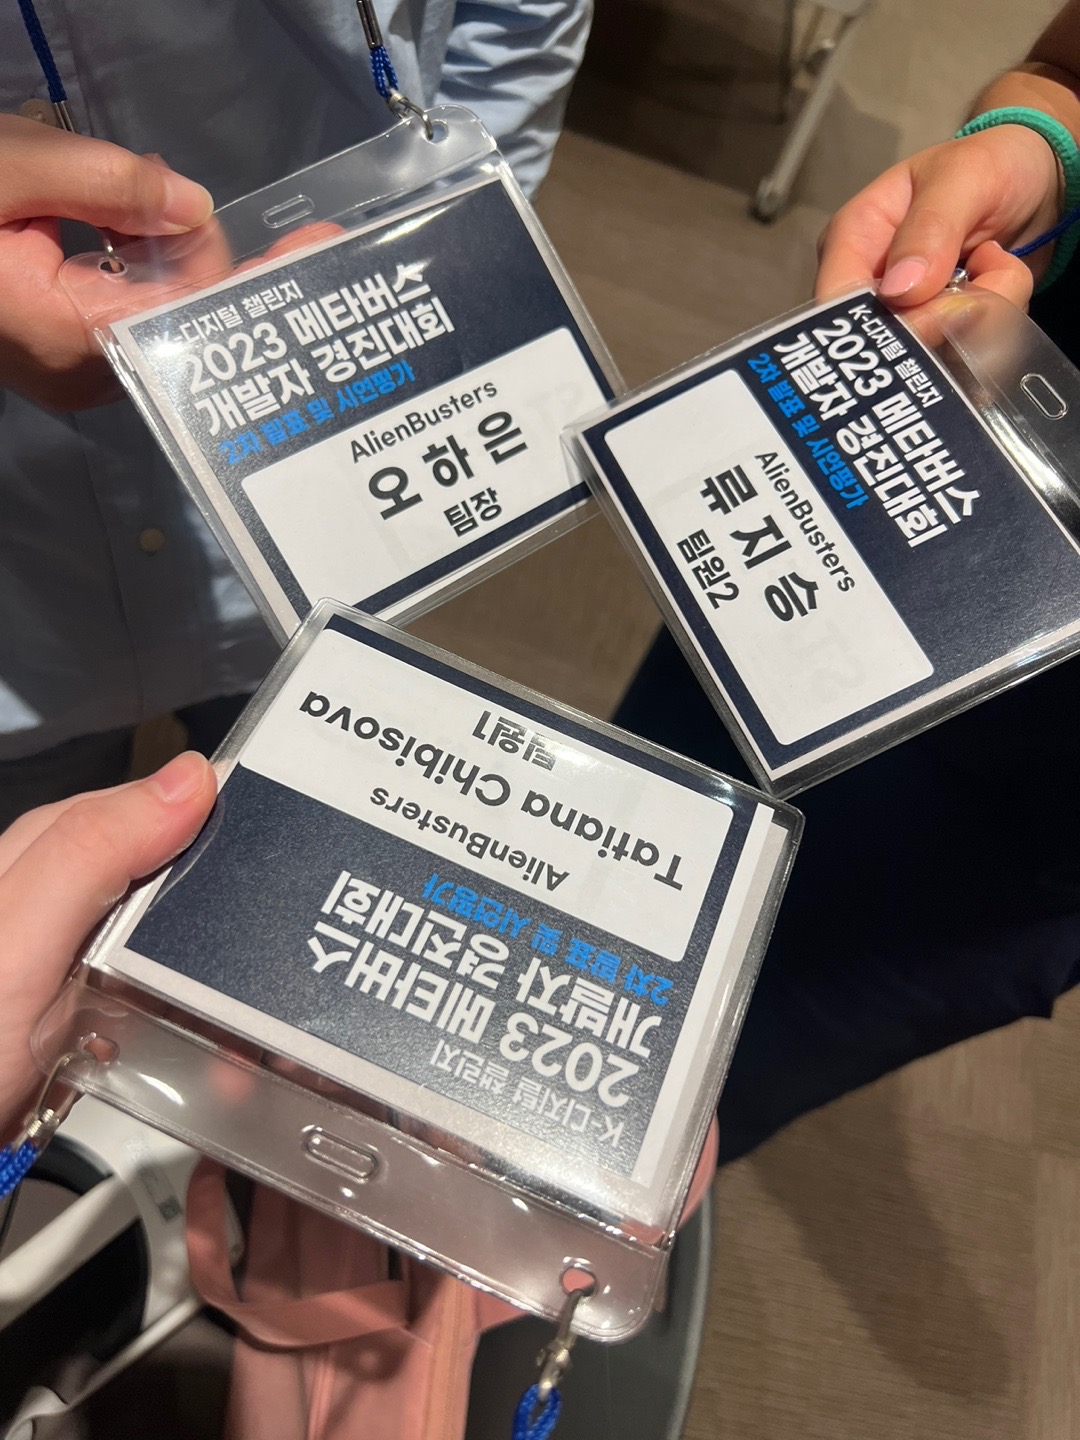 K-디지털 챌린지
2023 메타버스
개발자 경진대회
2차 발표 및 시연평가
AlienBusters
오하은
팀장
K-디지털 챌린지
2023 메타버스
개발자 경진대회
2차 발표 및 시연평가
AlienBusters
류지승
팀원2
K-디지털 챌린지
2023 메타버스
개발자 경진대회
2차 발표 및 시연평가
AlienBusters
Tatiana Chibisova
팀원1